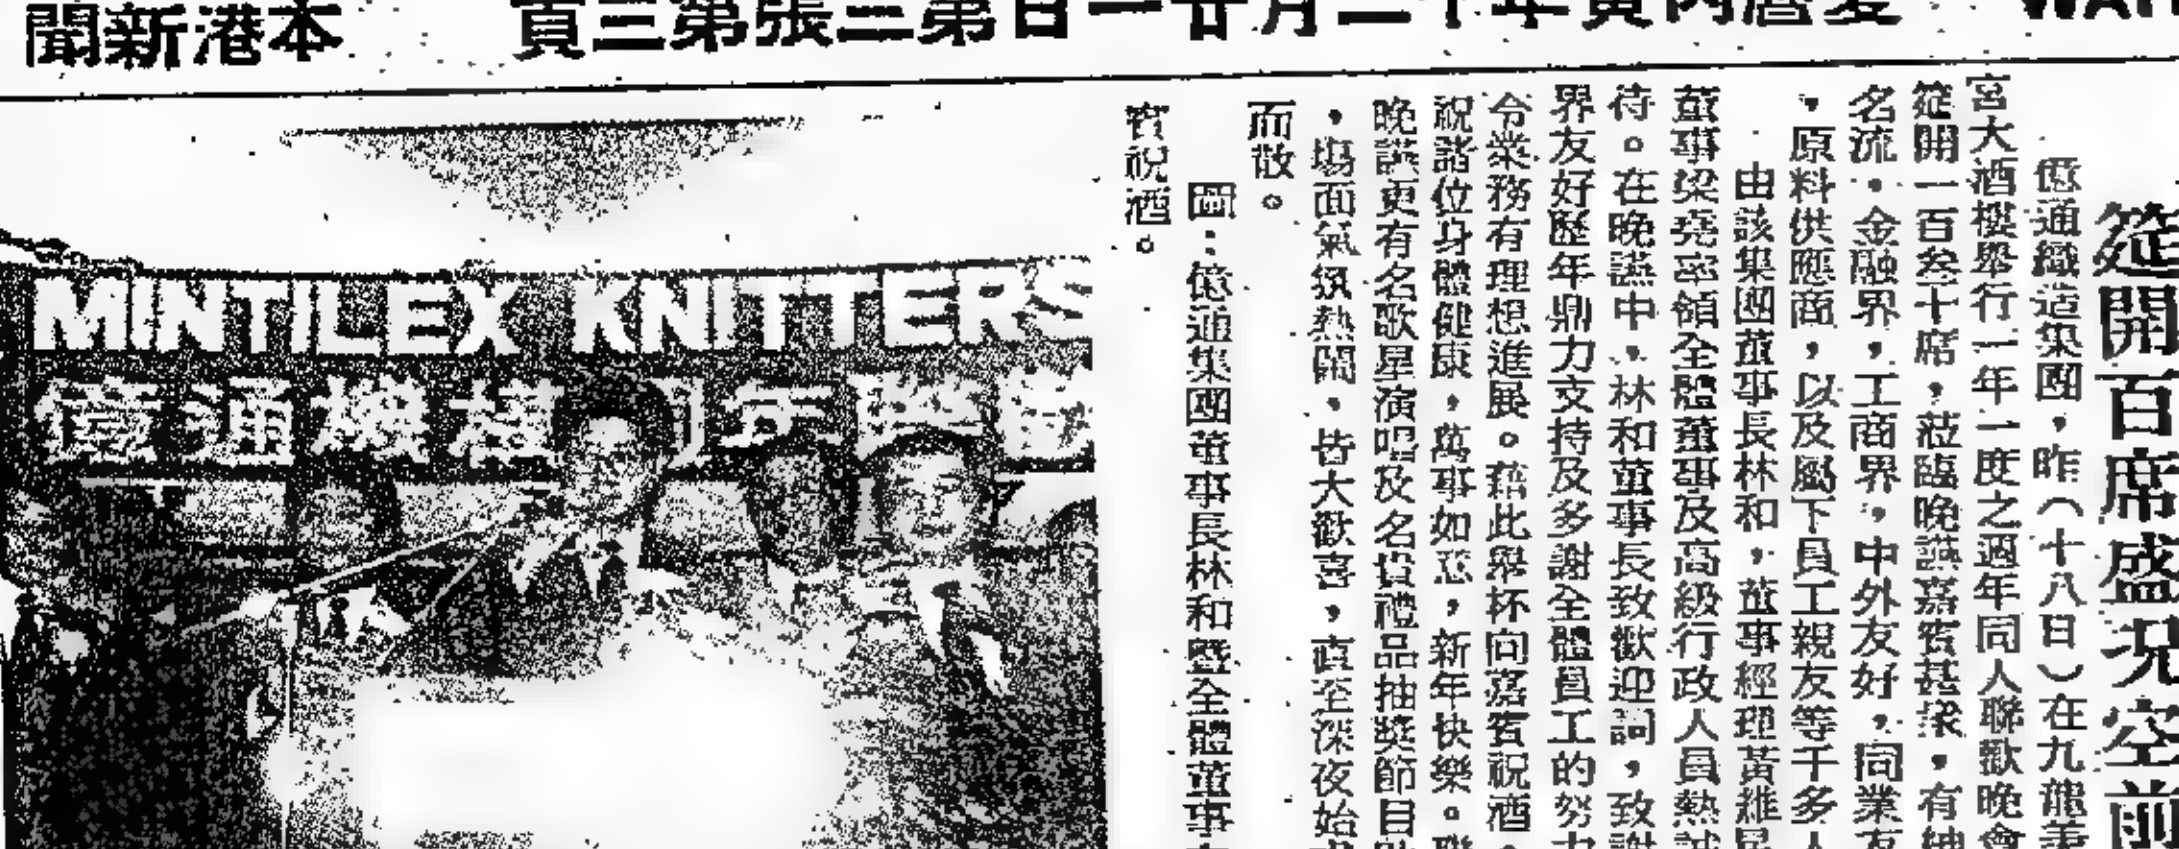 本港新聞
夏曆丙寅年十二月廿一日第三張第三頁
筵開百席盛況空前
億通織造集團,昨(十八日)在九龍美
宮大酒樓舉行一年一度之週年同人聯歡晚會
筵開一百叁十席,蒞臨晚讌嘉賓甚衆,有紳
名流,金融界,工商界,中外友好,同業友
,原料供應商,以及屬下員工親友等千多人
由該集團董事長林和,董事經理黃維
董事梁堯率領全體董事及高級行政人員熱誠
待。在晚讌中,林和董事長致歡迎詞,致謝
界友好歷年鼎力支持及多謝全體員工的努力
令業務有理想進展。藉此舉杯向嘉賓祝酒。
祝諸位身體健康,萬事如意,新年快樂。聯
晚讌更有名歌星演唱及名貴禮品抽獎節目助
,場面氣氛熱鬧,皆大歡喜,直至深夜始
而散。
圖:億通集團董事長林和暨全體董事
賓祝酒。
MINTILEX KNITTERS
億通織造